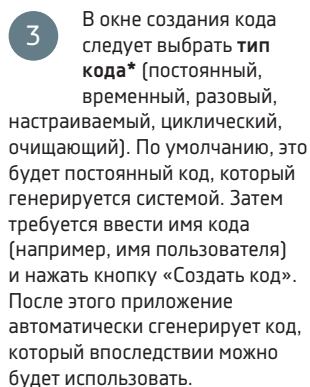 3
В окне создания кода
следует выбрать тип
кода* (постоянный,
временный, разовый,
настраиваемый, циклический,
очищающий). По умолчанию, это
будет постоянный код, который
генерируется системой. Затем
требуется ввести имя кода
(например, имя пользователя)
и нажать кнопку «Создать код».
После этого приложение
автоматически сгенерирует код,
который впоследствии можно
будет использовать.